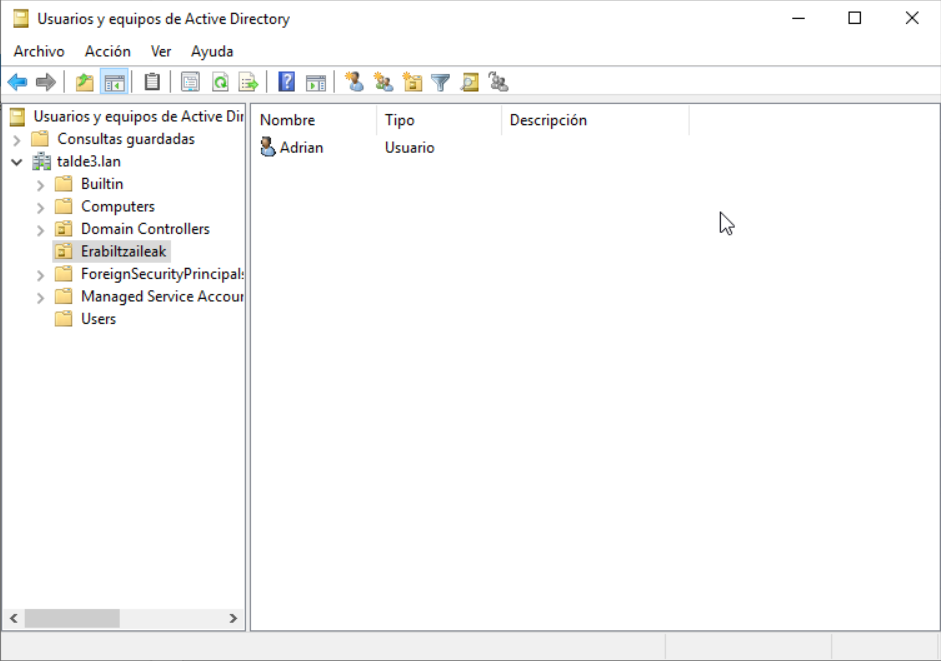 Usuarios y equipos de Active Directory
Archivo Acción Ver Ayuda
Usuarios y equipos de Active Dir
Consultas guardadas
talde3.lan
Builtin
Computers
Domain Controllers
Erabiltzaileak
ForeignSecurityPrincipals
Managed Service Accour
Users
Nombre Tipo Descripción
Adrian Usuario